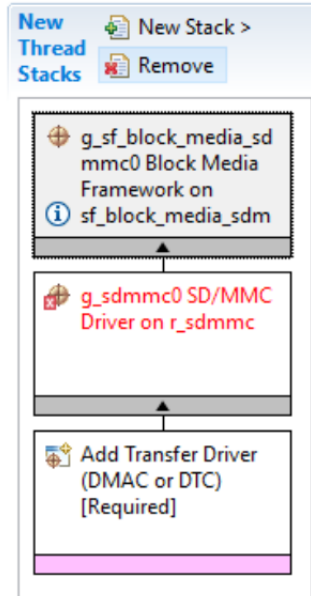 New Thread Stacks
New Stack >
Remove
g_sf_block_media_sd
mmc0 Block Media
Framework on
sf_block_media_sdm
g_sdmmc0 SD/MMC
Driver on r_sdmmc
Add Transfer Driver
(DMAC or DTC)
[Required]